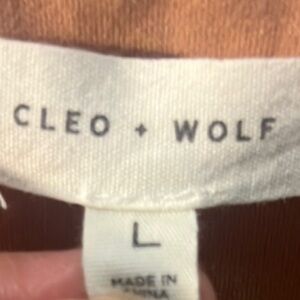 CLEO + WOLF
L
MADE IN
CHINA